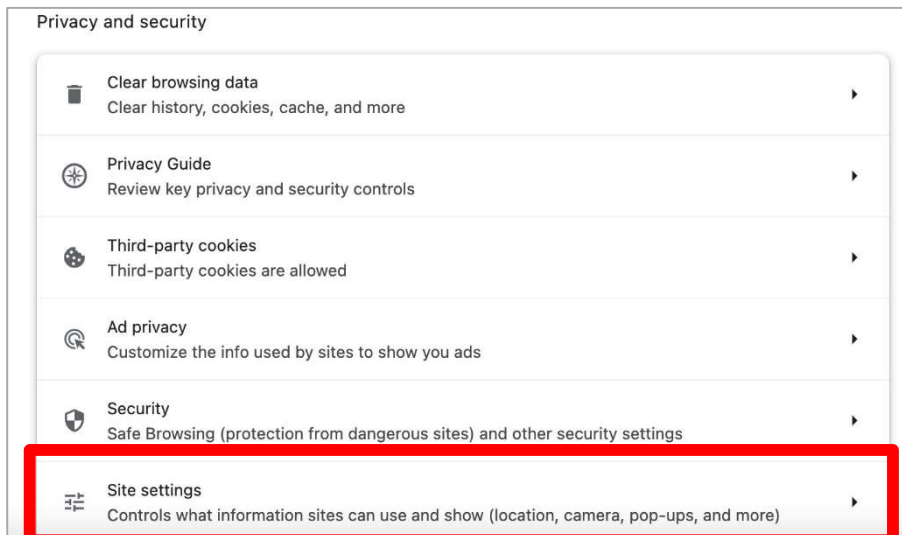 Privacy and security
Clear browsing data
Clear history, cookies, cache, and more
Privacy Guide
Review key privacy and security controls
Third-party cookies
Third-party cookies are allowed
Ad privacy
Customize the info used by sites to show you ads
Security
Safe Browsing (protection from dangerous sites) and other security settings
Site settings
Controls what information sites can use and show (location, camera, pop-ups, and more)